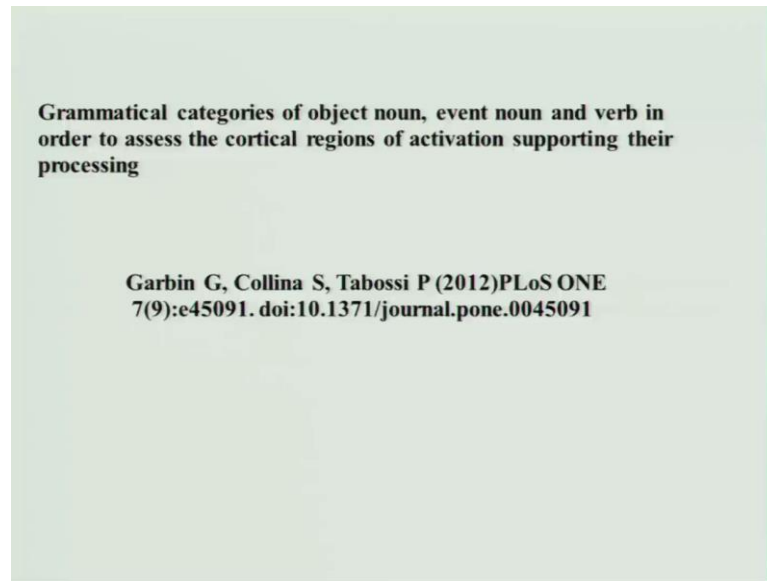 Grammatical categories of object noun, event noun and verb in
order to assess the cortical regions of activation supporting their
processing
Garbin G, Collina S, Tabossi P (2012)PLoS ONE
7(9):e45091. doi:10.1371/journal.pone.0045091